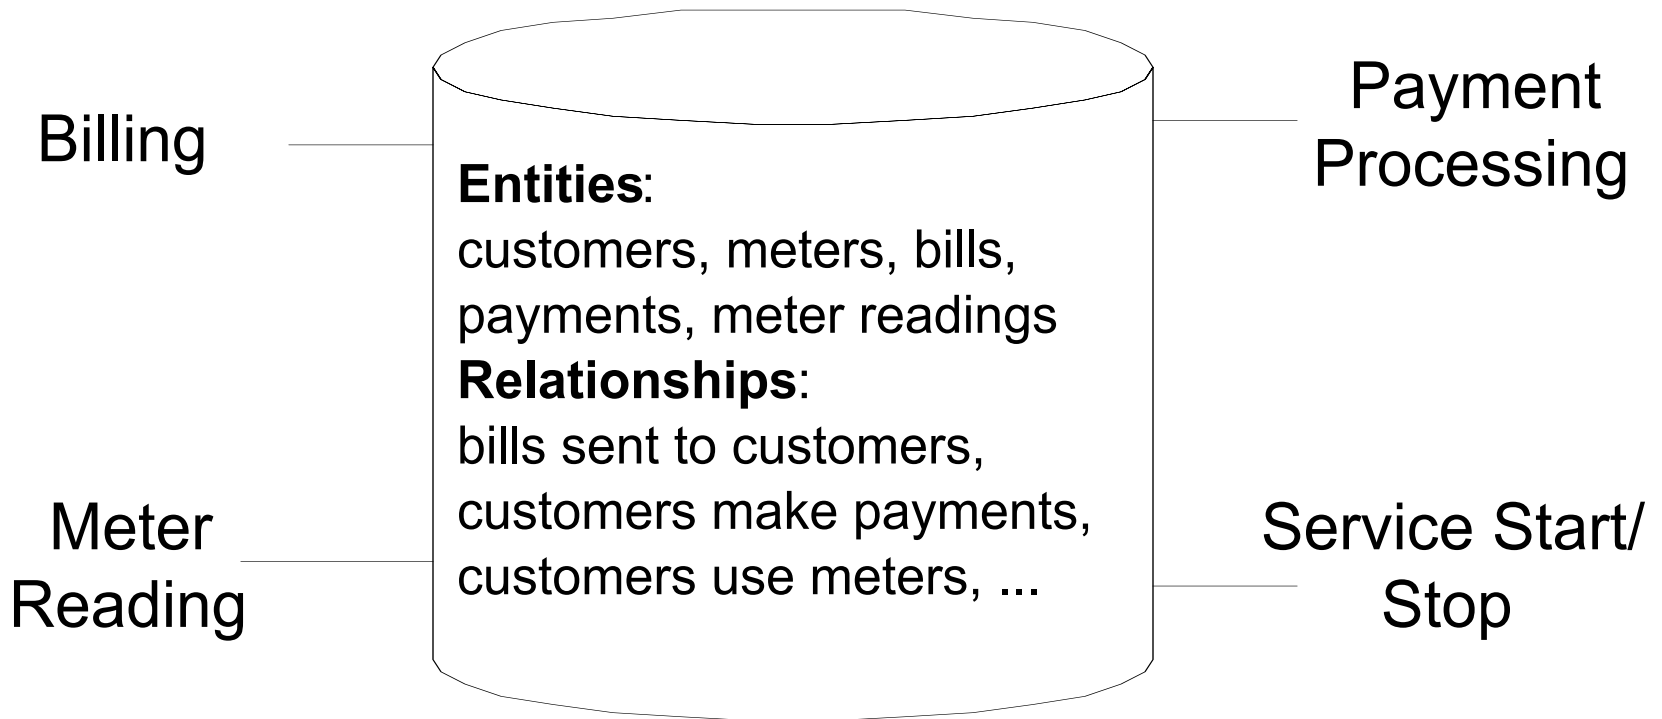 Billing
Payment
Processing
Entities:
customers, meters, bills,
payments, meter readings
Relationships:
bills sent to customers,
customers make payments,
customers use meters, ...
Meter
Reading
Service Start/
Stop